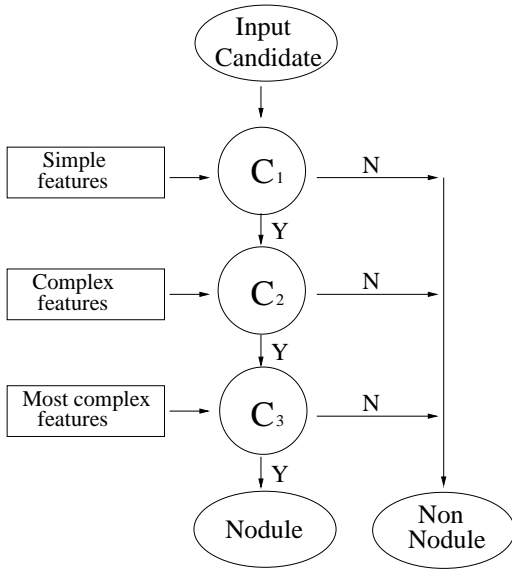 Input
Candidate
Simple
features
C1
N
Y
Complex
features
C2
N
Y
Most complex
features
C3
N
Y
Nodule
Non
Nodule